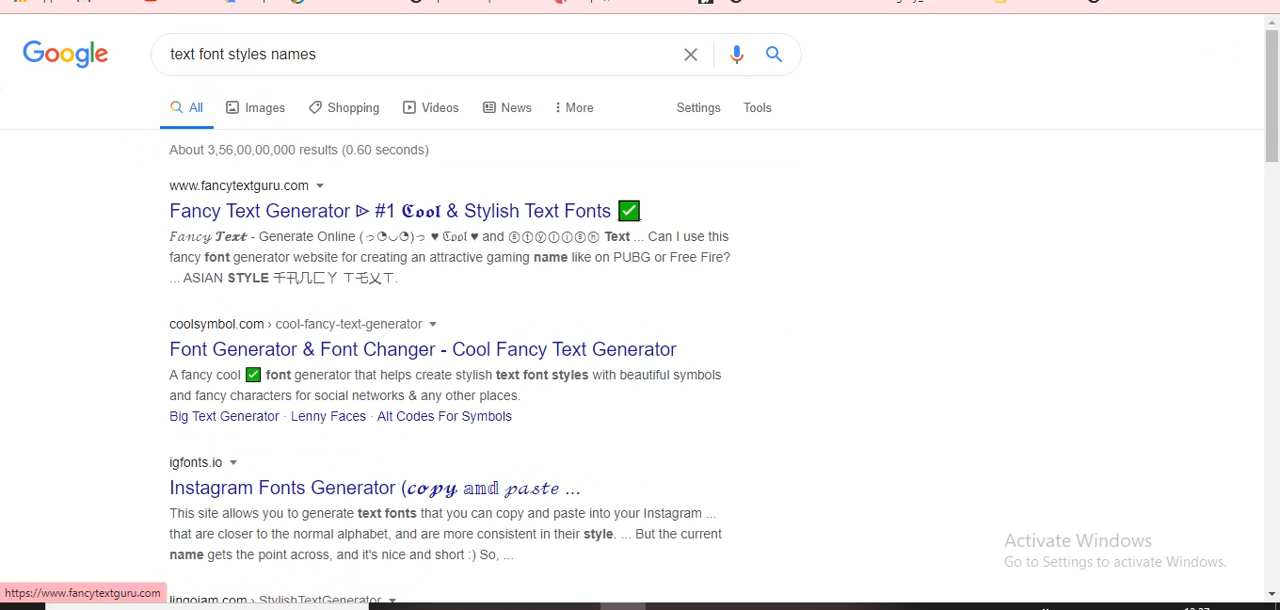 Google
text font styles names
All Images Shopping Videos News More Settings Tools
About 3,56,00,00,000 results (0.60 seconds)
www.fancytextguru.com
Fancy Text Generator ᐈ #1 𝕮𝖔𝖔𝖑 & Stylish Text Fonts ✅
𝐹𝒶𝓃𝒸𝓎 𝓣𝓮𝔁𝓽 - Generate Online (っ◔◡◔)っ ♥ ℭ𝔬𝔬𝔩 ♥ and ⓢⓣⓨⓛⓘⓢⓗ Text ... Can I use this
fancy font generator website for creating an attractive gaming name like on PUBG or Free Fire?
... ASIAN STYLE 千卂几匚ㄚ ㄒ乇乂ㄒ.
coolsymbol.com › cool-fancy-text-generator
Font Generator & Font Changer - Cool Fancy Text Generator
A fancy cool ✅ font generator that helps create stylish text font styles with beautiful symbols
and fancy characters for social networks & any other places.
Big Text Generator · Lenny Faces · Alt Codes For Symbols
igfonts.io
Instagram Fonts Generator (𝓬𝓸𝓹𝔂 𝕒𝕟𝕕 𝓅𝒶𝓈𝓉𝑒 ...
This site allows you to generate text fonts that you can copy and paste into your Instagram ...
that are closer to the normal alphabet, and are more consistent in their style. ... But the current
name gets the point across, and it's nice and short :) So, ...
Activate Windows
Go to Settings to activate Windows.
https://www.fancytextguru.com
lingojam.com › StylishTextGenerator